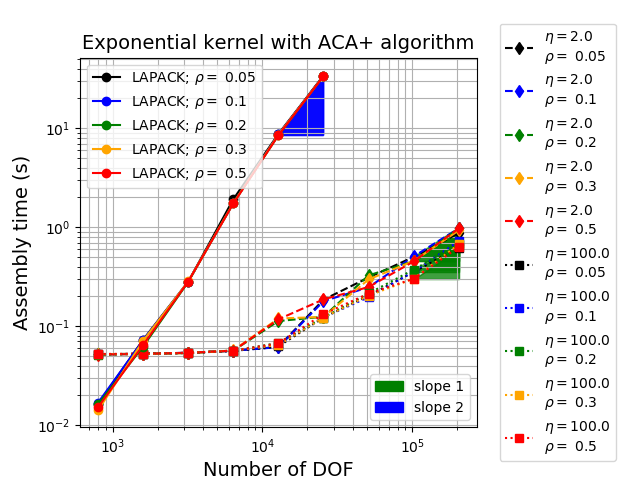 Exponential kernel with ACA+ algorithm
LAPACK; ρ = 0.05
LAPACK; ρ = 0.1
LAPACK; ρ = 0.2
LAPACK; ρ = 0.3
LAPACK; ρ = 0.5
10¹
10⁰
10⁻¹
10⁻²
Assembly time (s)
slope 1
slope 2
10³
10⁴
10⁵
Number of DOF
η = 2.0
ρ = 0.05
η = 2.0
ρ = 0.1
η = 2.0
ρ = 0.2
η = 2.0
ρ = 0.3
η = 2.0
ρ = 0.5
η = 100.0
ρ = 0.05
η = 100.0
ρ = 0.1
η = 100.0
ρ = 0.2
η = 100.0
ρ = 0.3
η = 100.0
ρ = 0.5